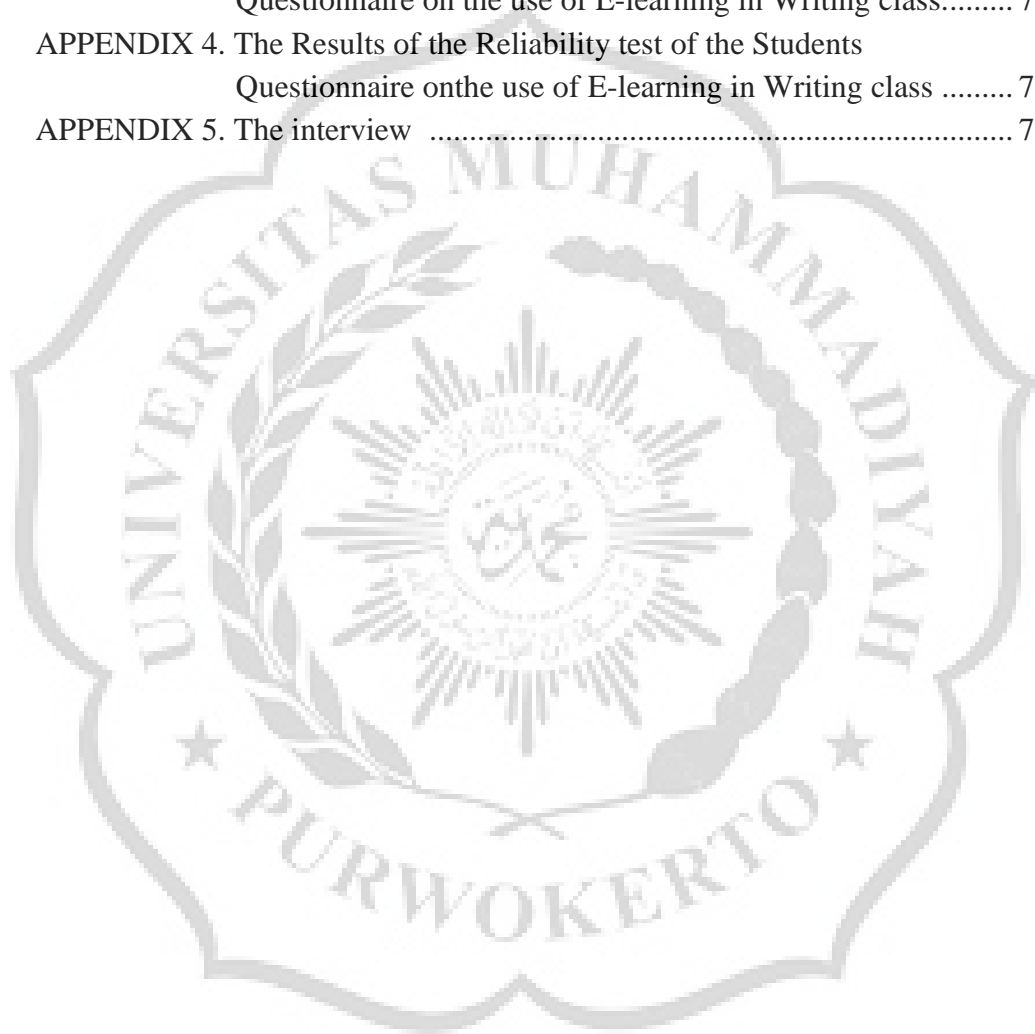 Questionnaire on the use of E-learning in Writing class......... 7
APPENDIX 4. The Results of the Reliability test of the Students
Questionnaire onthe use of E-learning in Writing class ......... 7
APPENDIX 5. The interview ........................................................................ 7
UNIVERSITAS MUHAMMADIYAH
★ PURWOKERTO ★